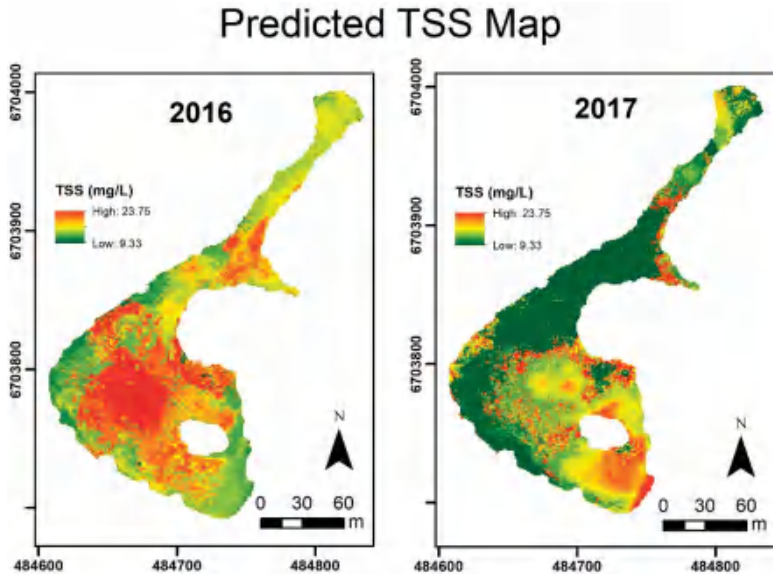 Predicted TSS Map
2016
TSS (mg/L)
High: 23.75
Low: 9.33
N
0 30 60
m
6704000
6703900
6703800
484600 484700 484800
2017
TSS (mg/L)
High: 23.75
Low: 9.33
N
0 30 60
m
6704000
6703900
6703800
484600 484700 484800